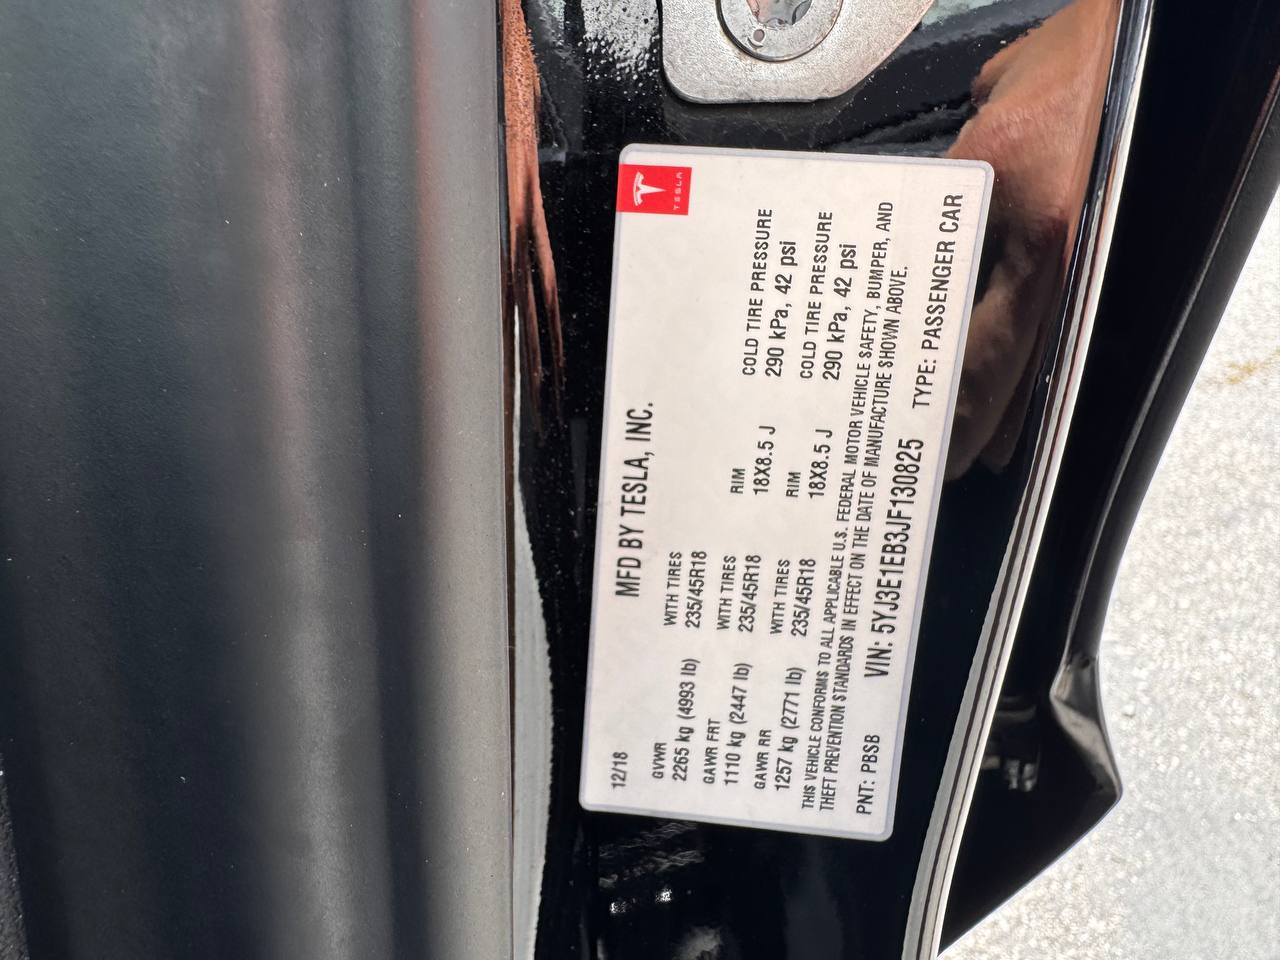 TESLA
12/18 MFD BY TESLA, INC.
GVWR WITH TIRES RIM COLD TIRE PRESSURE
2265 kg (4993 lb) 235/45R18 18X8.5 J 290 kPa, 42 psi
GAWR FRT WITH TIRES RIM COLD TIRE PRESSURE
1110 kg (2447 lb) 235/45R18 18X8.5 J 290 kPa, 42 psi
GAWR RR WITH TIRES
1257 kg (2771 lb) 235/45R18
THIS VEHICLE CONFORMS TO ALL APPLICABLE U.S. FEDERAL MOTOR VEHICLE SAFETY, BUMPER, AND
THEFT PREVENTION STANDARDS IN EFFECT ON THE DATE OF MANUFACTURE SHOWN ABOVE.
PNT: PBSB VIN: 5YJ3E1EB3JF130825 TYPE: PASSENGER CAR